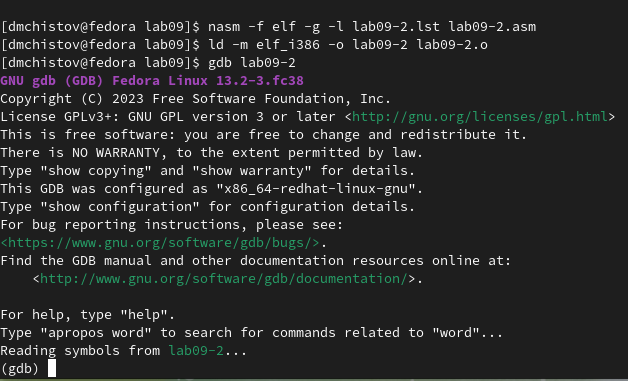 [dmchistov@fedora lab09]$ nasm -f elf -g -l lab09-2.lst lab09-2.asm
[dmchistov@fedora lab09]$ ld -m elf_i386 -o lab09-2 lab09-2.o
[dmchistov@fedora lab09]$ gdb lab09-2
GNU gdb (GDB) Fedora Linux 13.2-3.fc38
Copyright (C) 2023 Free Software Foundation, Inc.
License GPLv3+: GNU GPL version 3 or later <http://gnu.org/licenses/gpl.html>
This is free software: you are free to change and redistribute it.
There is NO WARRANTY, to the extent permitted by law.
Type "show copying" and "show warranty" for details.
This GDB was configured as "x86_64-redhat-linux-gnu".
Type "show configuration" for configuration details.
For bug reporting instructions, please see:
<https://www.gnu.org/software/gdb/bugs/>.
Find the GDB manual and other documentation resources online at:
    <http://www.gnu.org/software/gdb/documentation/>.

For help, type "help".
Type "apropos word" to search for commands related to "word"...
Reading symbols from lab09-2...
(gdb)